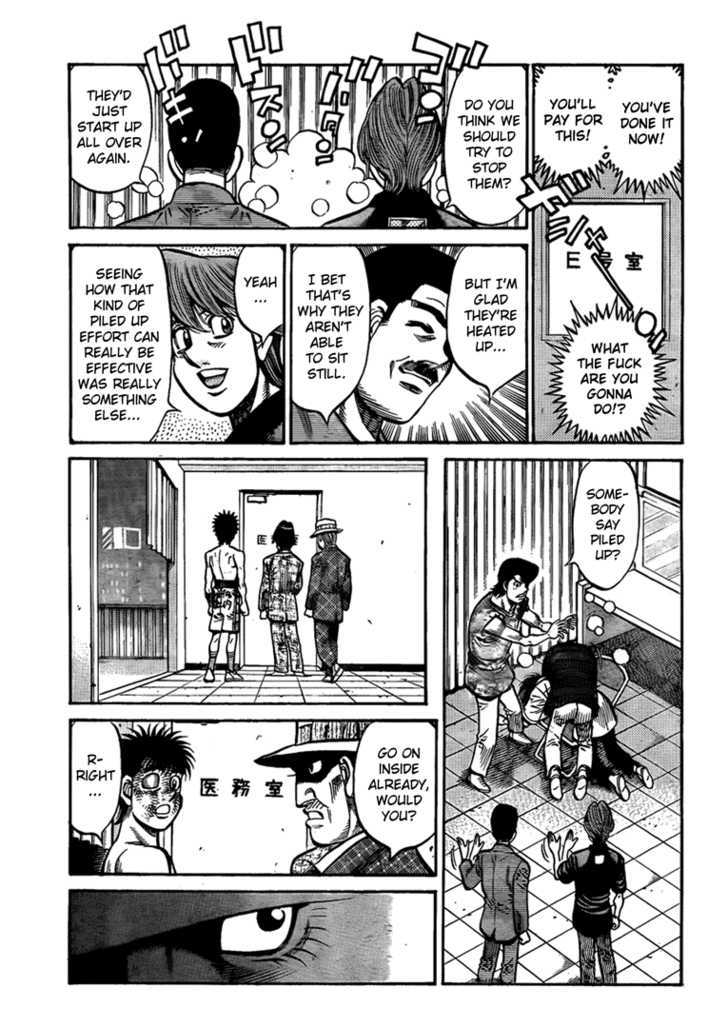 YOU'VE
DONE IT
NOW!
YOU'LL
PAY FOR
THIS!
医務室
WHAT
THE FUCK
ARE YOU
GONNA
DO!?
DO YOU
THINK WE
SHOULD
TRY TO
STOP
THEM?
THEY'D
JUST
START UP
ALL OVER
AGAIN.
BUT I'M
GLAD
THEY'RE
HEATED
UP...
I BET
THAT'S
WHY THEY
AREN'T
ABLE
TO SIT
STILL.
YEAH
...
SEEING
HOW THAT
KIND OF
PILED UP
EFFORT CAN
REALLY BE
EFFECTIVE
WAS REALLY
SOMETHING
ELSE...
SOME-
BODY
SAY
PILED
UP?
GO ON
INSIDE
ALREADY,
WOULD
YOU?
医務室
R-
RIGHT
...